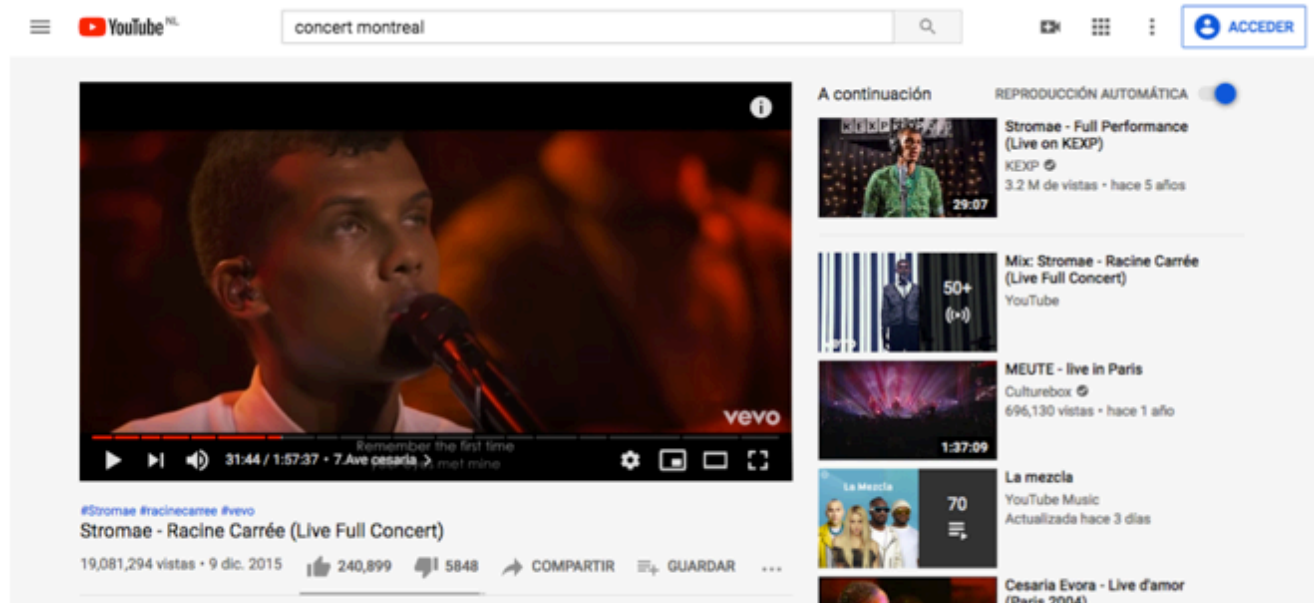 YouTube NL
concert montreal
ACCEDER
vevo
Remember the first time
31:44 / 1:57:37 • 7.Ave cesaria >
eyes met mine
#Stromae #racinecarree #vevo
Stromae - Racine Carrée (Live Full Concert)
19,081,294 vistas • 9 dic. 2015
240,899
5848
COMPARTIR
GUARDAR
A continuación
REPRODUCCIÓN AUTOMÁTICA
KEXP
29:07
Stromae - Full Performance
(Live on KEXP)
KEXP
3.2 M de vistas • hace 5 años
50+
Mix: Stromae - Racine Carrée
(Live Full Concert)
YouTube
1:37:09
MEUTE - live in Paris
Culturebox
696,130 vistas • hace 1 año
La Mezcla
70
La mezcla
YouTube Music
Actualizada hace 3 días
Cesaria Evora - Live d'amor
(Paris 2004)